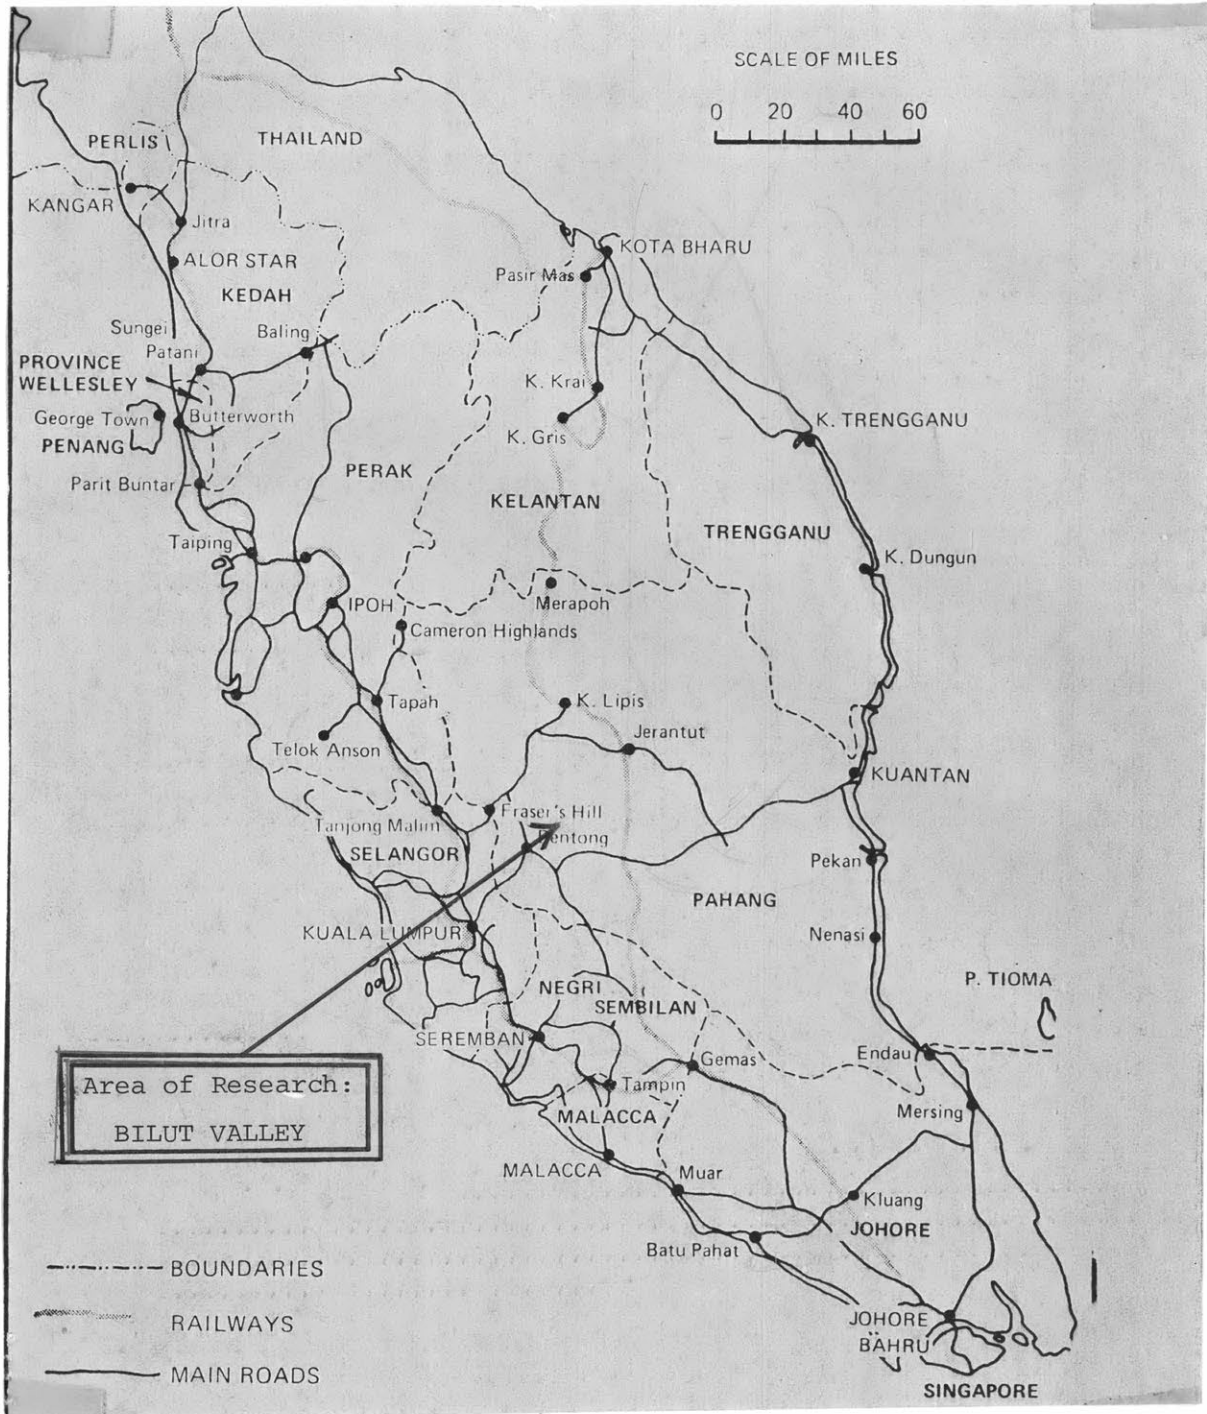 SCALE OF MILES
0 20 40 60
PERLIS
THAILAND
KANGAR
Jitra
ALOR STAR
KEDAH
KOTA BHARU
Pasir Mas
Sungei
Patani
Baling
PROVINCE
WELLESLEY
George Town
Butterworth
PENANG
K. Krai
K. Gris
K. TRENGGANU
Parit Buntar
PERAK
KELANTAN
TRENGGANU
Taiping
K. Dungun
IPOH
Merapoh
Cameron Highlands
Tapah
K. Lipis
Telok Anson
Jerantut
KUANTAN
Tanjong Malim
Fraser's Hill
Bentong
SELANGOR
Pekan
PAHANG
KUALA LUMPUR
Nenasi
P. TIOMA
NEGRI
SEMBILAN
SEREMBAN
Gemas
Endau
Tampin
Mersing
MALACCA
MALACCA
Muar
Kluang
JOHORE
Batu Pahat
Area of Research:
BILUT VALLEY
BOUNDARIES
RAILWAYS
MAIN ROADS
JOHORE
BÄHRU
SINGAPORE